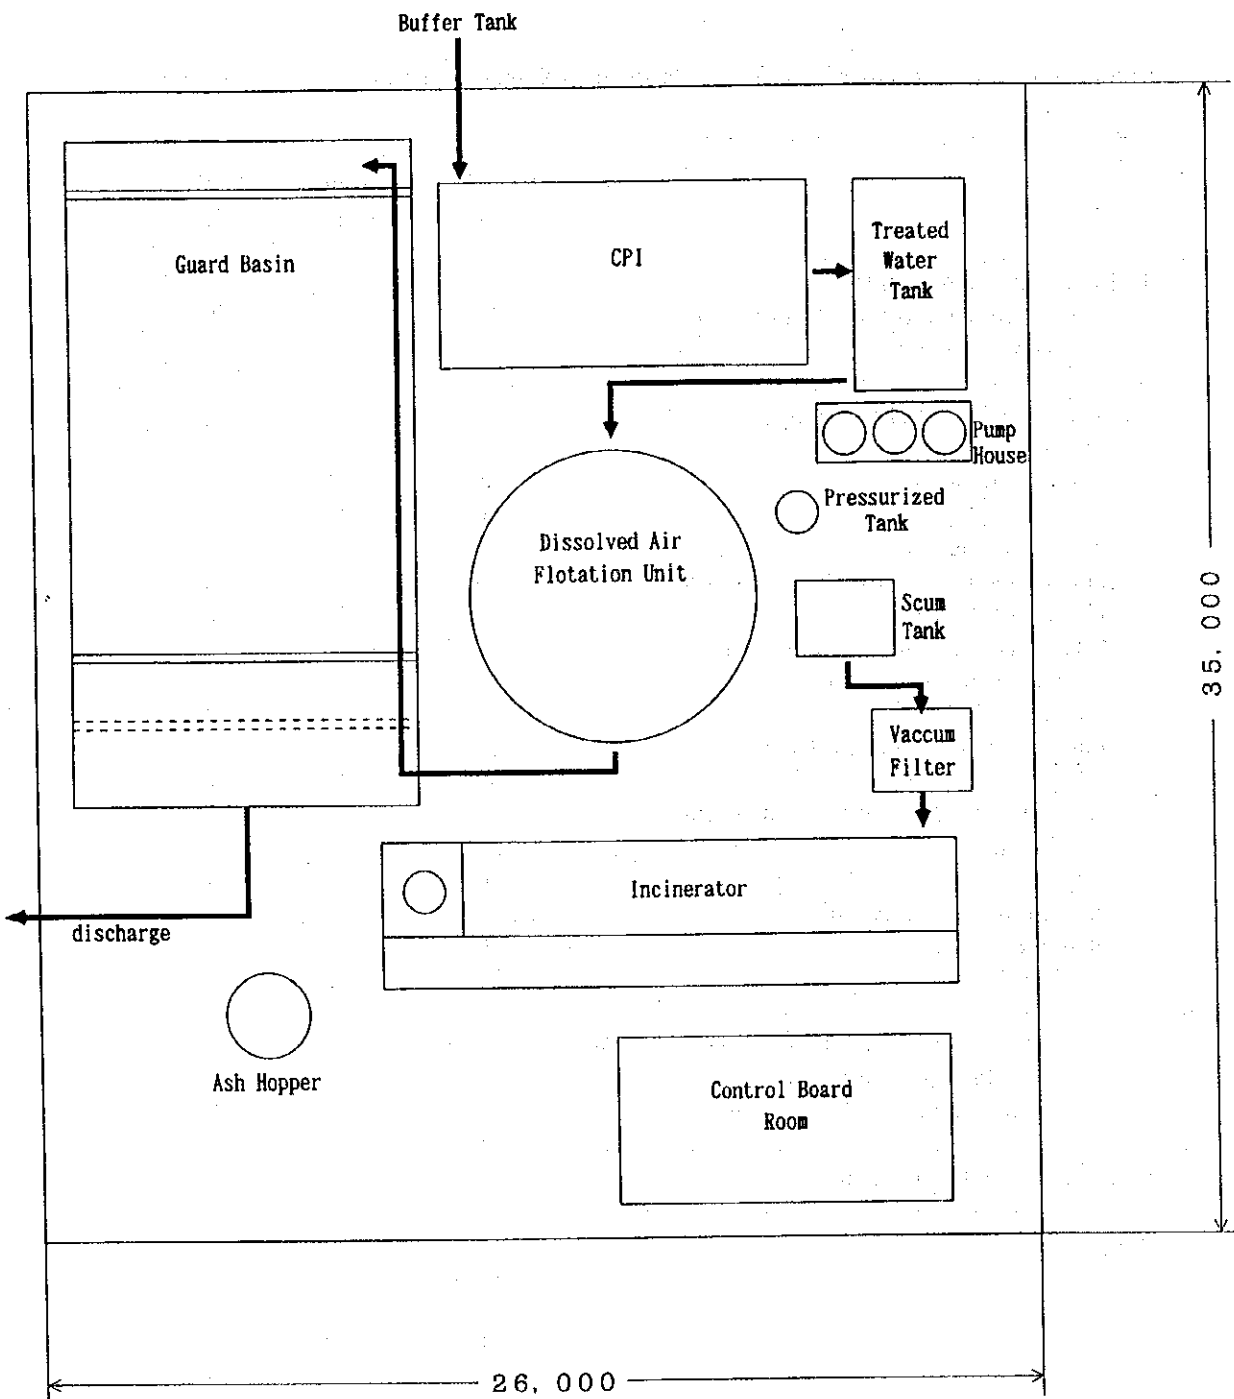 Buffer Tank
Guard Basin
CPI
Treated
Water
Tank
Pump
House
Pressurized
Tank
Dissolved Air
Flotation Unit
Scum
Tank
Vaccum
Filter
35, 000
Incinerator
discharge
Ash Hopper
Control Board
Room
26, 000